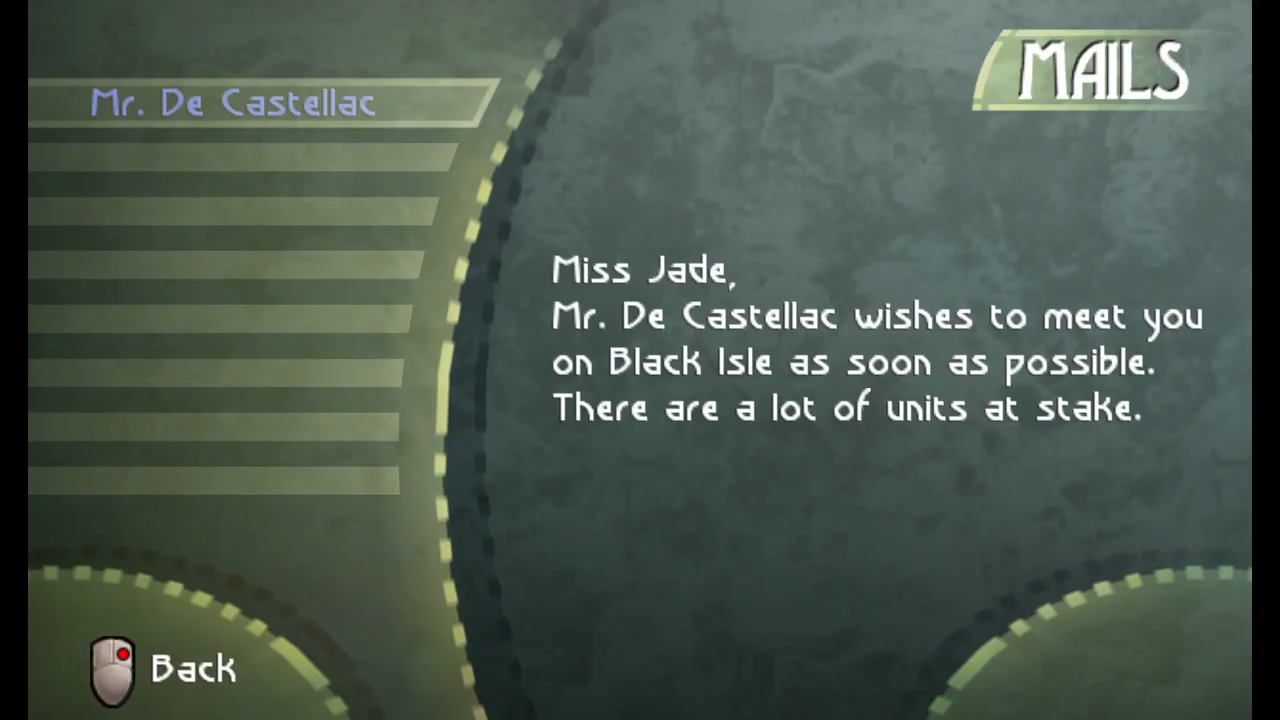 MAILS
Mr. De Castellac
Miss Jade,
Mr. De Castellac wishes to meet you
on Black Isle as soon as possible.
There are a lot of units at stake.
Back